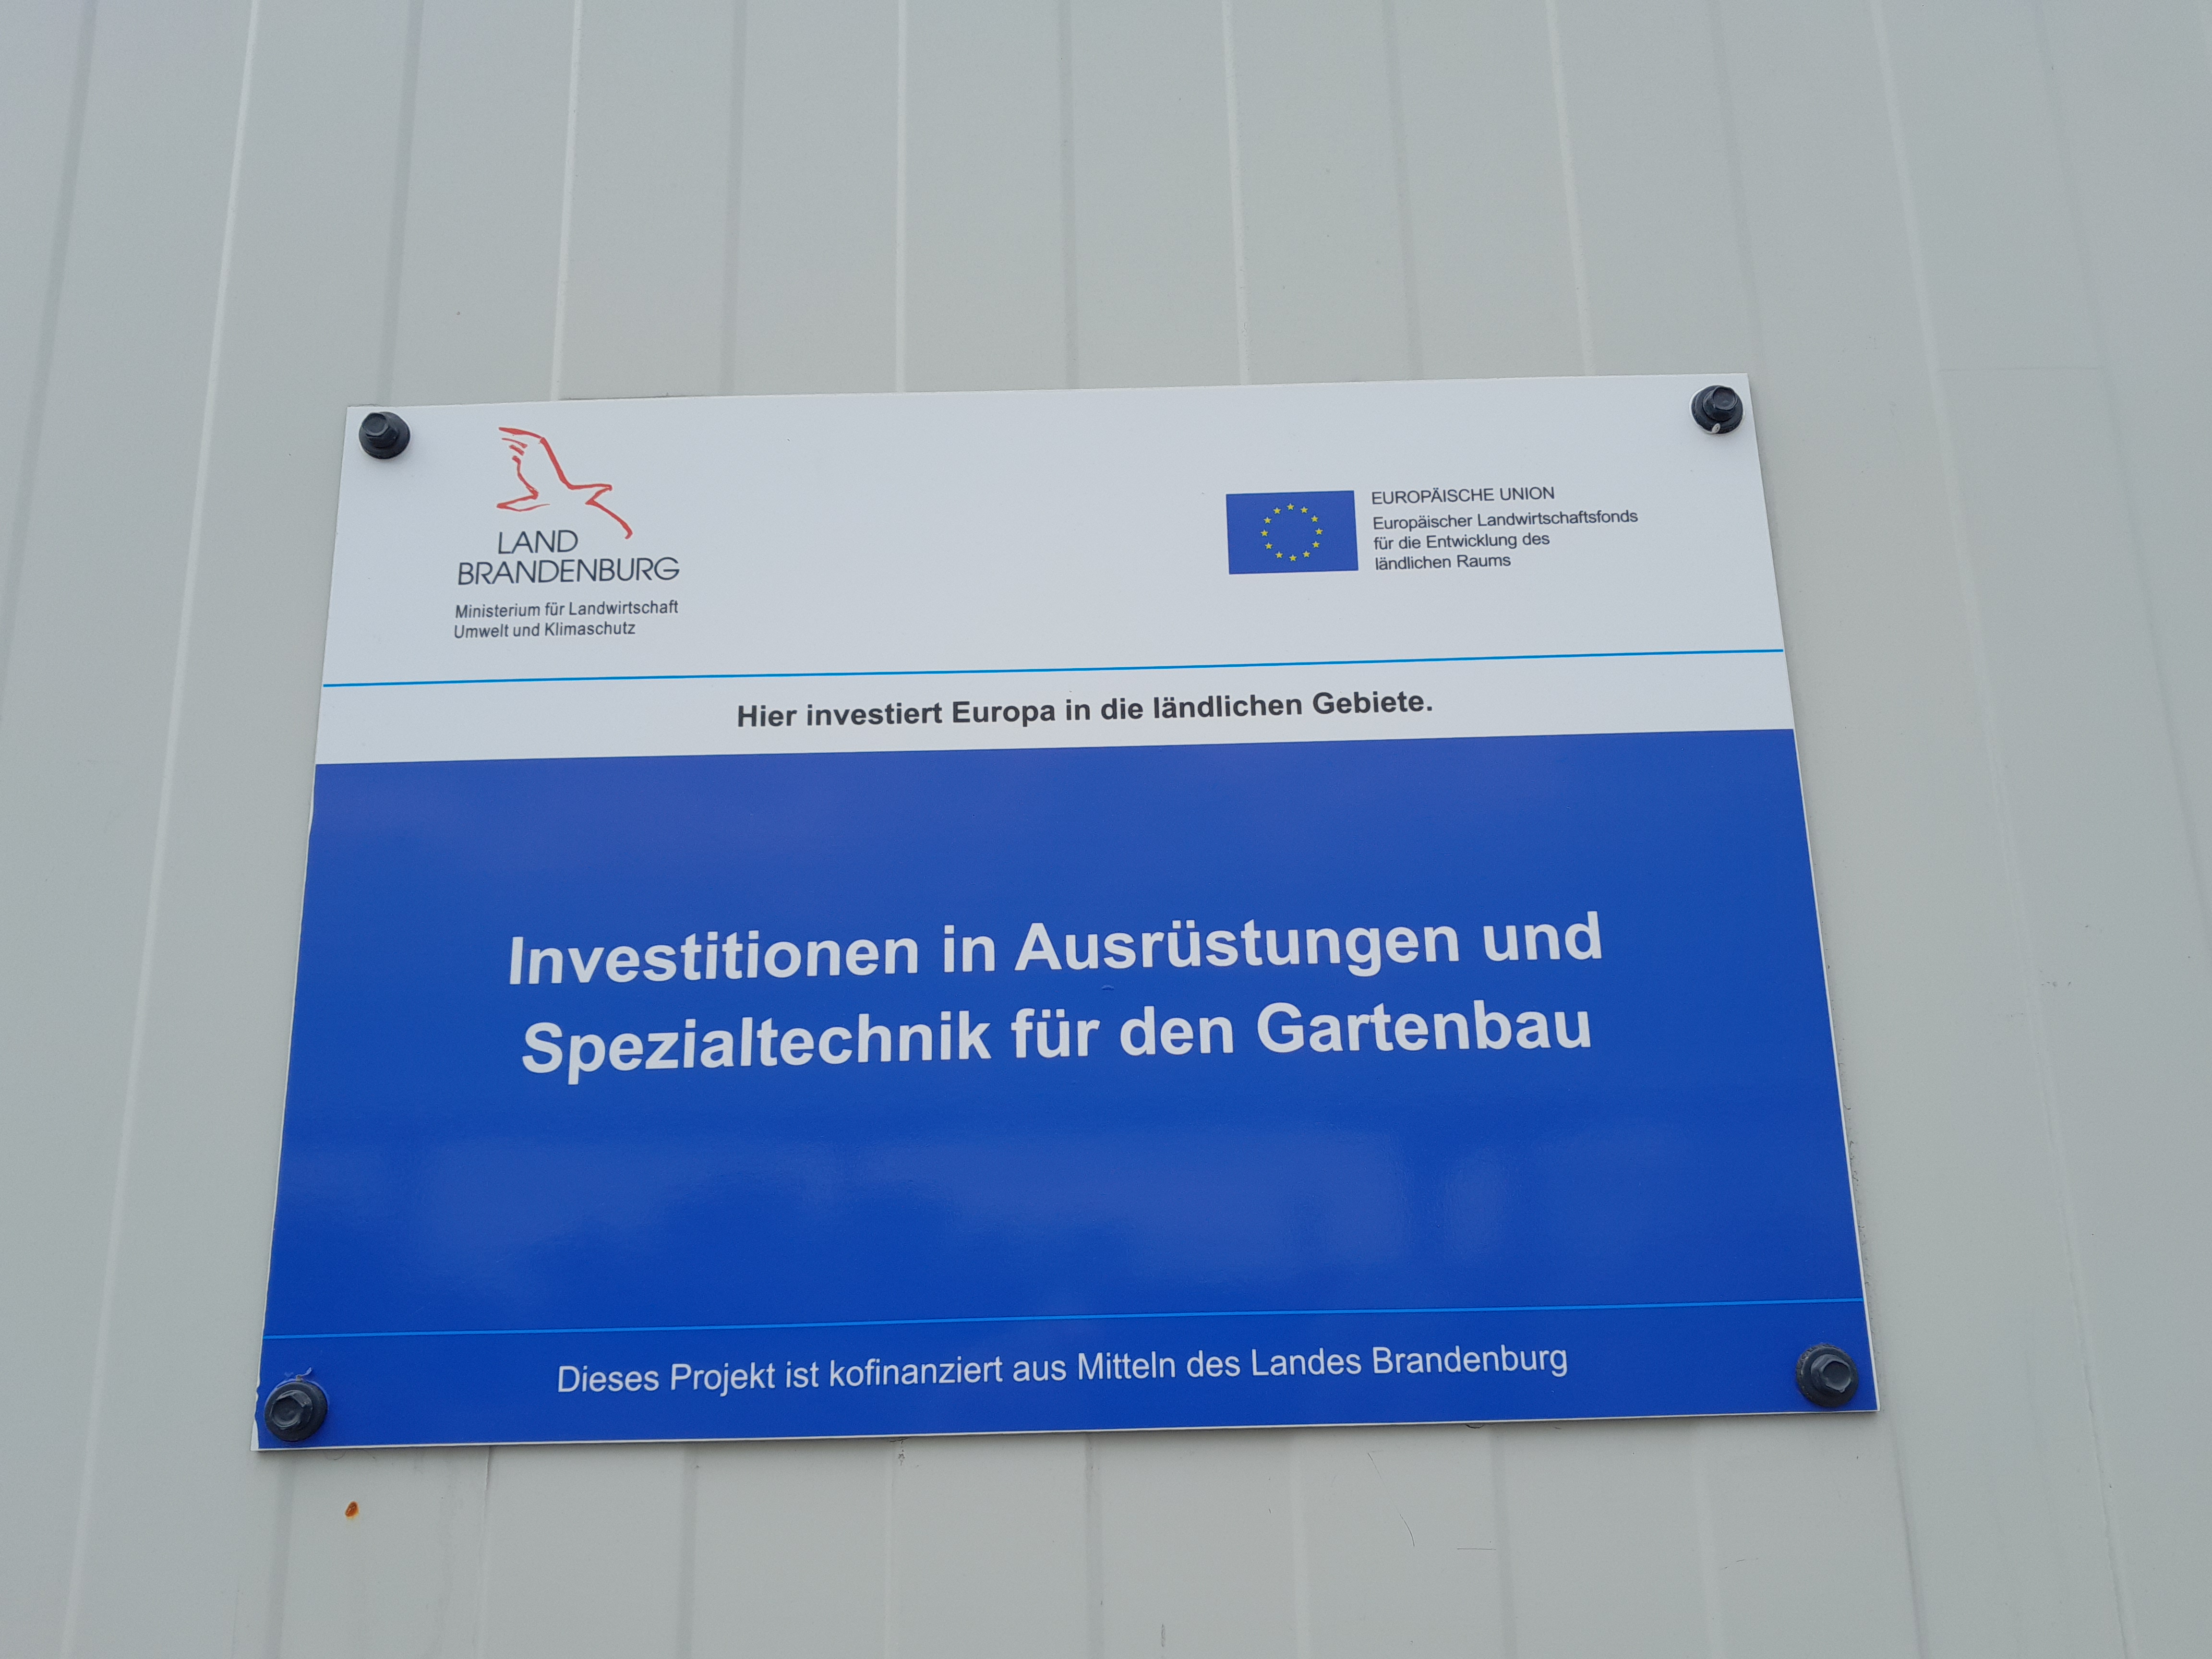 LAND
BRANDENBURG
Ministerium für Landwirtschaft
Umwelt und Klimaschutz
EUROPÄISCHE UNION
Europäischer Landwirtschaftsfonds
für die Entwicklung des
ländlichen Raums
Hier investiert Europa in die ländlichen Gebiete.
Investitionen in Ausrüstungen und
Spezialtechnik für den Gartenbau
Dieses Projekt ist kofinanziert aus Mitteln des Landes Brandenburg